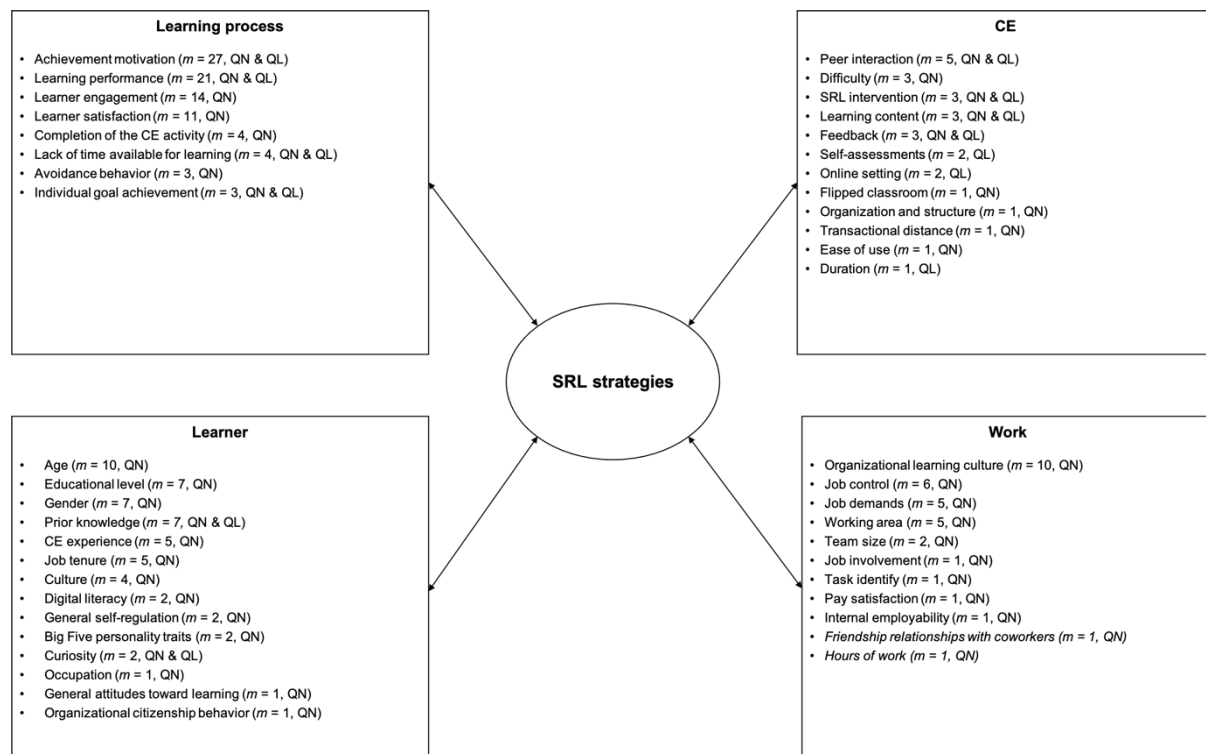 Learning process
• Achievement motivation (m = 27, QN & QL)
• Learning performance (m = 21, QN & QL)
• Learner engagement (m = 14, QN)
• Learner satisfaction (m = 11, QN)
• Completion of the CE activity (m = 4, QN)
• Lack of time available for learning (m = 4, QN & QL)
• Avoidance behavior (m = 3, QN)
• Individual goal achievement (m = 3, QN & QL)
CE
• Peer interaction (m = 5, QN & QL)
• Difficulty (m = 3, QN)
• SRL intervention (m = 3, QN & QL)
• Learning content (m = 3, QN & QL)
• Feedback (m = 3, QN & QL)
• Self-assessments (m = 2, QL)
• Online setting (m = 2, QL)
• Flipped classroom (m = 1, QN)
• Organization and structure (m = 1, QN)
• Transactional distance (m = 1, QN)
• Ease of use (m = 1, QN)
• Duration (m = 1, QL)
SRL strategies
Learner
• Age (m = 10, QN)
• Educational level (m = 7, QN)
• Gender (m = 7, QN)
• Prior knowledge (m = 7, QN & QL)
• CE experience (m = 5, QN)
• Job tenure (m = 5, QN)
• Culture (m = 4, QN)
• Digital literacy (m = 2, QN)
• General self-regulation (m = 2, QN)
• Big Five personality traits (m = 2, QN)
• Curiosity (m = 2, QN & QL)
• Occupation (m = 1, QN)
• General attitudes toward learning (m = 1, QN)
• Organizational citizenship behavior (m = 1, QN)
Work
• Organizational learning culture (m = 10, QN)
• Job control (m = 6, QN)
• Job demands (m = 5, QN)
• Working area (m = 5, QN)
• Team size (m = 2, QN)
• Job involvement (m = 1, QN)
• Task identify (m = 1, QN)
• Pay satisfaction (m = 1, QN)
• Internal employability (m = 1, QN)
• Friendship relationships with coworkers (m = 1, QN)
• Hours of work (m = 1, QN)